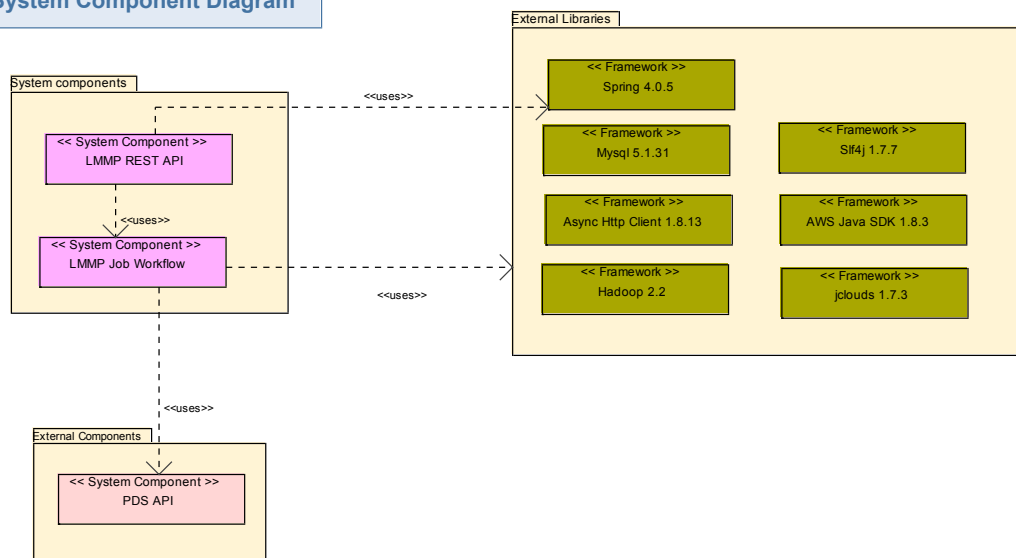 System Component Diagram
External Libraries
<< Framework >>
Spring 4.0.5
System components
<<uses>>
<< System Component >>
LMMP REST API
<< Framework >>
Mysql 5.1.31
<< Framework >>
Slf4j 1.7.7
<<uses>>
<< Framework >>
Async Http Client 1.8.13
<< Framework >>
AWS Java SDK 1.8.3
<< System Component >>
LMMP Job Workflow
<< Framework >>
Hadoop 2.2
<< Framework >>
jclouds 1.7.3
<<uses>>
<<uses>>
External Components
<< System Component >>
PDS API